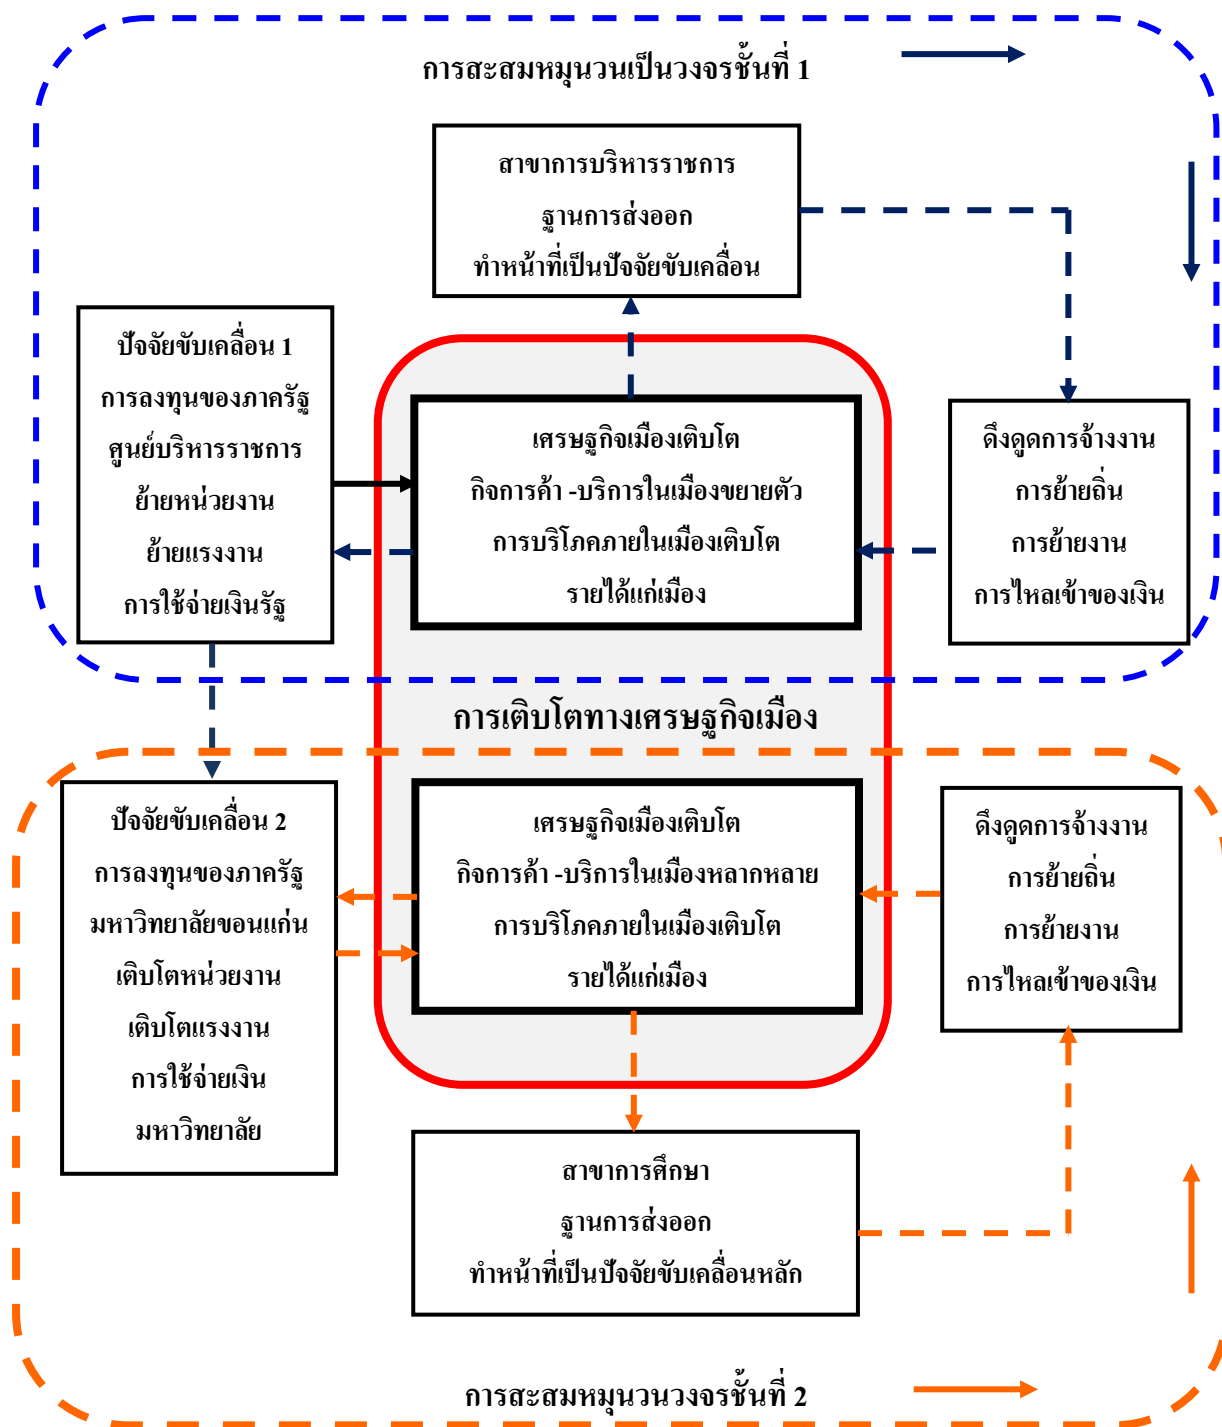 การสะสมหมุนวนเป็นวงจรชั้นที่ 1
สาขาการบริหารราชการ
ฐานการส่งออก
ทำหน้าที่เป็นปัจจัยขับเคลื่อน
ปัจจัยขับเคลื่อน 1
การลงทุนของภาครัฐ
ศูนย์บริหารราชการ
ย้ายหน่วยงาน
ย้ายแรงงาน
การใช้จ่ายเงินรัฐ
เศรษฐกิจเมืองเติบโต
กิจการค้า -บริการในเมืองขยายตัว
การบริโภคภายในเมืองเติบโต
รายได้แก่เมือง
ดึงดูดการจ้างงาน
การย้ายถิ่น
การย้ายงาน
การไหลเข้าของเงิน
การเติบโตทางเศรษฐกิจเมือง
ปัจจัยขับเคลื่อน 2
การลงทุนของภาครัฐ
มหาวิทยาลัยขอนแก่น
เติบโตหน่วยงาน
เติบโตแรงงาน
การใช้จ่ายเงิน
มหาวิทยาลัย
เศรษฐกิจเมืองเติบโต
กิจการค้า -บริการในเมืองหลากหลาย
การบริโภคภายในเมืองเติบโต
รายได้แก่เมือง
ดึงดูดการจ้างงาน
การย้ายถิ่น
การย้ายงาน
การไหลเข้าของเงิน
สาขาการศึกษา
ฐานการส่งออก
ทำหน้าที่เป็นปัจจัยขับเคลื่อนหลัก
การสะสมหมุนวนวงจรชั้นที่ 2